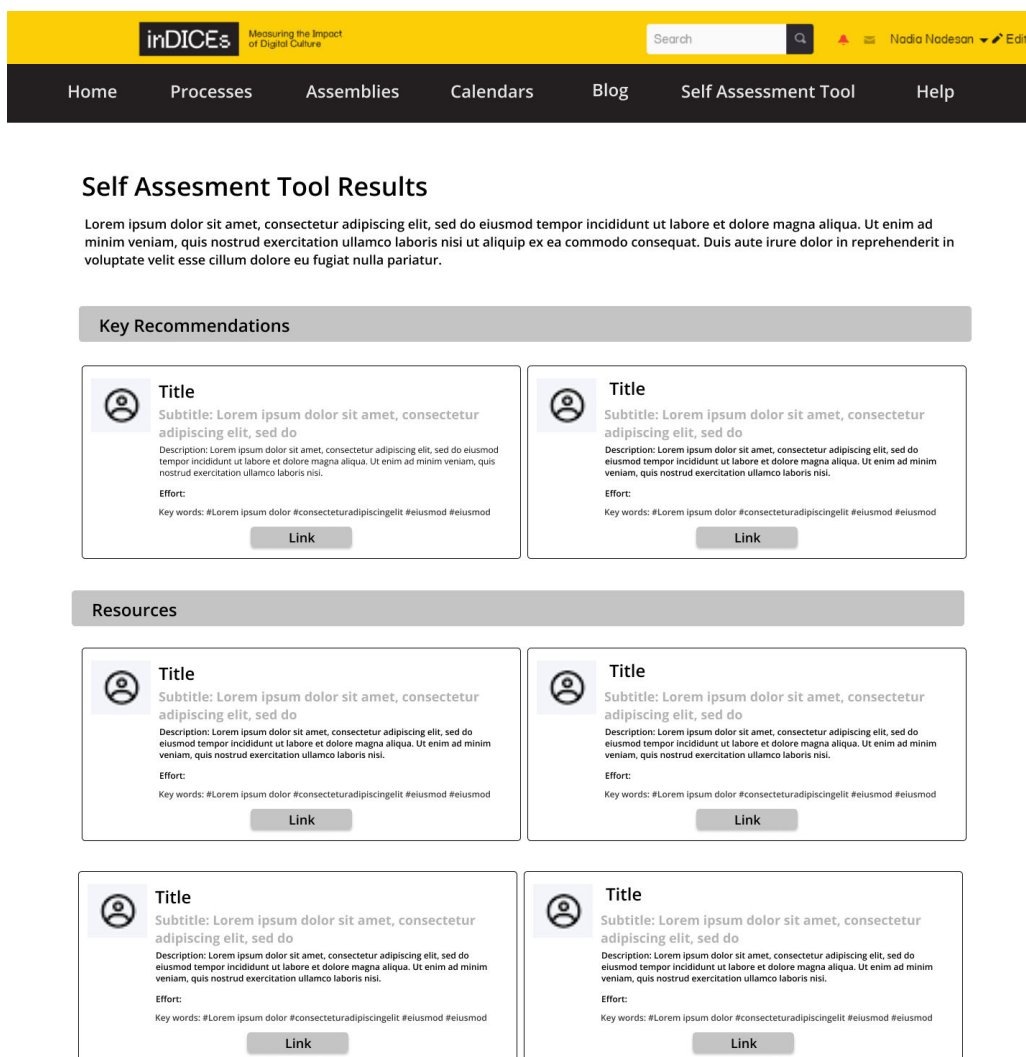 inDICEs
Measuring the Impact
of Digital Culture
Search
Nadia Nadesan
Edit
Home Processes Assemblies Calendars Blog Self Assessment Tool Help
Self Assesment Tool Results
Lorem ipsum dolor sit amet, consectetur adipiscing elit, sed do eiusmod tempor incididunt ut labore et dolore magna aliqua. Ut enim ad
minim veniam, quis nostrud exercitation ullamco laboris nisi ut aliquip ex ea commodo consequat. Duis aute irure dolor in reprehenderit in
voluptate velit esse cillum dolore eu fugiat nulla pariatur.
Key Recommendations
Title
Subtitle: Lorem ipsum dolor sit amet, consectetur
adipiscing elit, sed do
Description: Lorem ipsum dolor sit amet, consectetur adipiscing elit, sed do eiusmod
tempor incididunt ut labore et dolore magna aliqua. Ut enim ad minim veniam, quis
nostrud exercitation ullamco laboris nisi.
Effort:
Key words: #Lorem ipsum dolor #consecteturadipiscingelit #eiusmod #eiusmod
Link
Title
Subtitle: Lorem ipsum dolor sit amet, consectetur
adipiscing elit, sed do
Description: Lorem ipsum dolor sit amet, consectetur adipiscing elit, sed do
eiusmod tempor incididunt ut labore et dolore magna aliqua. Ut enim ad minim
veniam, quis nostrud exercitation ullamco laboris nisi.
Effort:
Key words: #Lorem ipsum dolor #consecteturadipiscingelit #eiusmod #eiusmod
Link
Resources
Title
Subtitle: Lorem ipsum dolor sit amet, consectetur
adipiscing elit, sed do
Description: Lorem ipsum dolor sit amet, consectetur adipiscing elit, sed do
eiusmod tempor incididunt ut labore et dolore magna aliqua. Ut enim ad minim
veniam, quis nostrud exercitation ullamco laboris nisi.
Effort:
Key words: #Lorem ipsum dolor #consecteturadipiscingelit #eiusmod #eiusmod
Link
Title
Subtitle: Lorem ipsum dolor sit amet, consectetur
adipiscing elit, sed do
Description: Lorem ipsum dolor sit amet, consectetur adipiscing elit, sed do
eiusmod tempor incididunt ut labore et dolore magna aliqua. Ut enim ad minim
veniam, quis nostrud exercitation ullamco laboris nisi.
Effort:
Key words: #Lorem ipsum dolor #consecteturadipiscingelit #eiusmod #eiusmod
Link
Title
Subtitle: Lorem ipsum dolor sit amet, consectetur
adipiscing elit, sed do
Description: Lorem ipsum dolor sit amet, consectetur adipiscing elit, sed do
eiusmod tempor incididunt ut labore et dolore magna aliqua. Ut enim ad minim
veniam, quis nostrud exercitation ullamco laboris nisi.
Effort:
Key words: #Lorem ipsum dolor #consecteturadipiscingelit #eiusmod #eiusmod
Link
Title
Subtitle: Lorem ipsum dolor sit amet, consectetur
adipiscing elit, sed do
Description: Lorem ipsum dolor sit amet, consectetur adipiscing elit, sed do
eiusmod tempor incididunt ut labore et dolore magna aliqua. Ut enim ad minim
veniam, quis nostrud exercitation ullamco laboris nisi.
Effort:
Key words: #Lorem ipsum dolor #consecteturadipiscingelit #eiusmod #eiusmod
Link